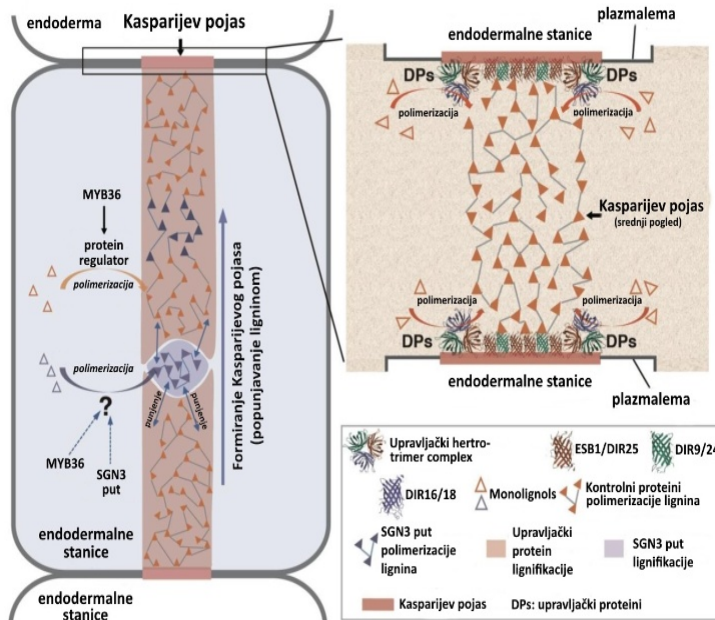 endoderma
Kasparijev pojas
MYB36
protein
regulator
polimerizacija
polimerizacija
?
MYB36
SGN3
put
punjenje
punjenje
Formiranje Kasparijevog pojasa
(popunjavanje ligninom)
endodermalne
stanice
endodermalne
stanice
endodermalne stanice
plazmalema
DPs
DPs
polimerizacija
polimerizacija
Kasparijev pojas
(srednji pogled)
polimerizacija
polimerizacija
DPs
DPs
endodermalne stanice
plazmalema
Upravljački hertro-
trimer complex
ESB1/DIR25
DIR9/24
DIR16/18
Monolignols
Kontrolni proteini
polimerizacije lignina
SGN3 put
polimerizacije
lignina
Upravljački
protein
lignifikacije
SGN3 put
lignifikacije
Kasparijev pojas
DPs: upravljački proteini